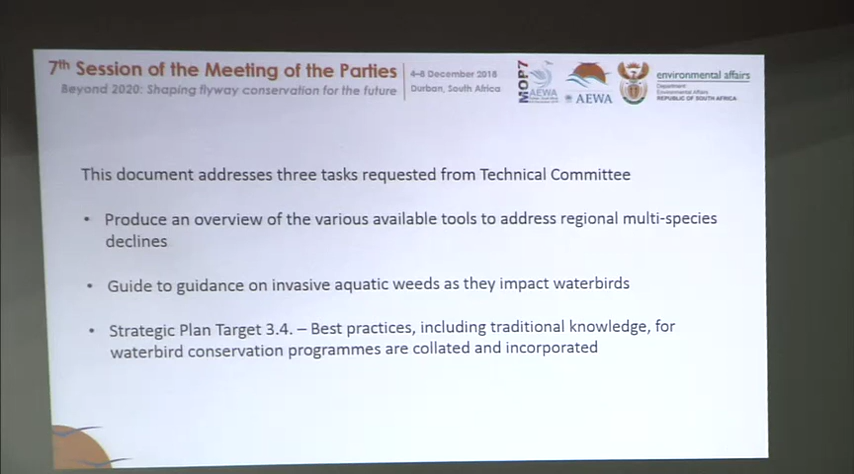 7th Session of the Meeting of the Parties
Beyond 2020: Shaping flyway conservation for the future
4–8 December 2018
Durban, South Africa
MOP7
AEWA
AEWA
environmental affairs
Department:
Environmental Affairs
REPUBLIC OF SOUTH AFRICA
This document addresses three tasks requested from Technical Committee
• Produce an overview of the various available tools to address regional multi-species
declines
• Guide to guidance on invasive aquatic weeds as they impact waterbirds
• Strategic Plan Target 3.4. – Best practices, including traditional knowledge, for
waterbird conservation programmes are collated and incorporated